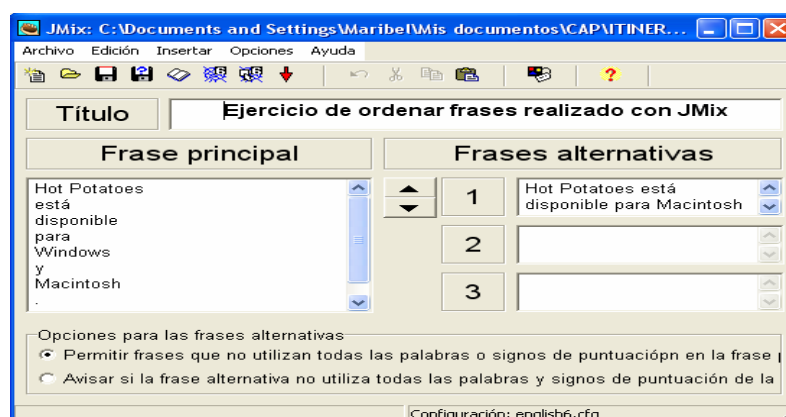 JMix: C:\Documents and Settings\Maribel\Mis documentos\CAP\ITINER...
Archivo Edición Insertar Opciones Ayuda
Título
Ejercicio de ordenar frases realizado con JMix
Frase principal
Frases alternativas
Hot Potatoes
está
disponible
para
Windows
y
Macintosh
.
1
Hot Potatoes está
disponible para Macintosh
2
3
Opciones para las frases alternativas
Permitir frases que no utilizan todas las palabras o signos de puntuaciópn en la frase
Avisar si la frase alternativa no utiliza todas las palabras y signos de puntuación de la
Configuración: english6.cfg